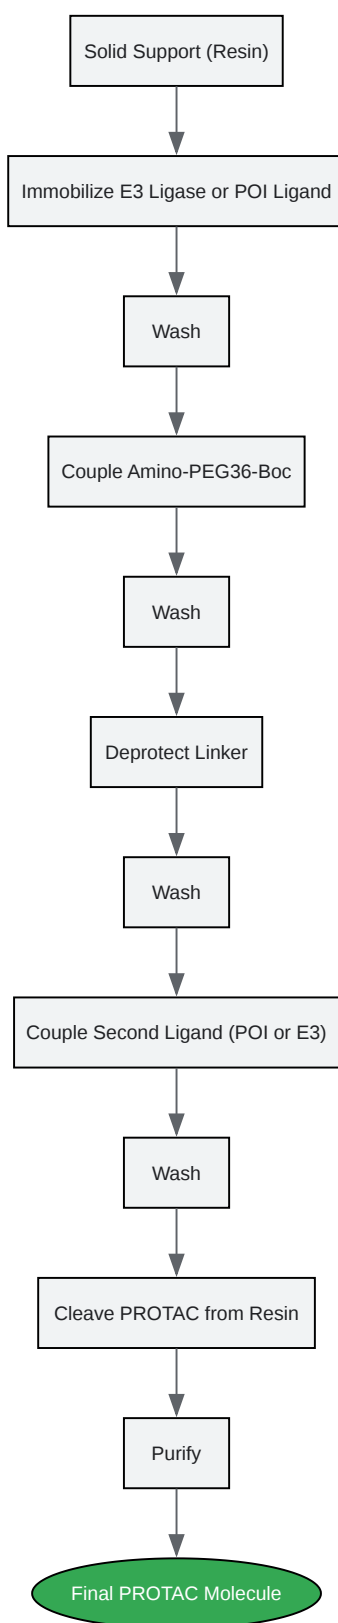 Solid Support (Resin)
Immobilize E3 Ligase or POI Ligand
Wash
Couple Amino-PEG36-Boc
Wash
Deprotect Linker
Wash
Couple Second Ligand (POI or E3)
Wash
Cleave PROTAC from Resin
Purify
Final PROTAC Molecule